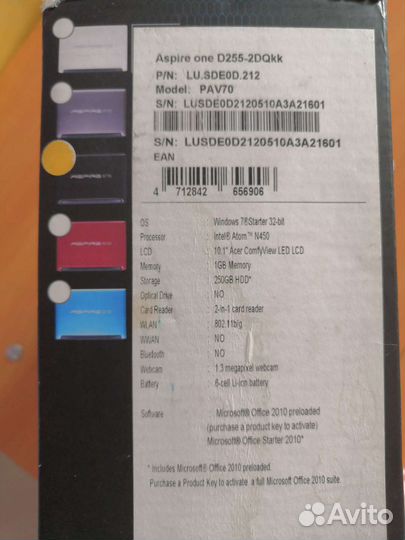 Aspire one D255-2DQkk
P/N: LU.SDE0D.212
Model: PAV70
S/N: LUSDE0D2120510A3A21601
S/N: LUSDE0D2120510A3A21601
EAN
4 712842 656906
OS : Windows 7® Starter 32-bit
Processor : Intel® Atom™ N450
LCD : 10.1" Acer ComfyView LED LCD
Memory : 1GB Memory
Storage : 250GB HDD*
Optical Drive : NO
Card Reader : 2-in-1 card reader
WLAN : 802.11b/g
WWAN : NO
Bluetooth : NO
Webcam : 1.3 megapixel webcam
Battery : 6-cell Li-ion battery
Software : Microsoft® Office 2010 preloaded
(purchase a product key to activate)
Microsoft® Office Starter 2010*
* Includes Microsoft® Office 2010 preloaded.
Purchase a Product Key to activate a full Microsoft Office 2010 suite.
Avito